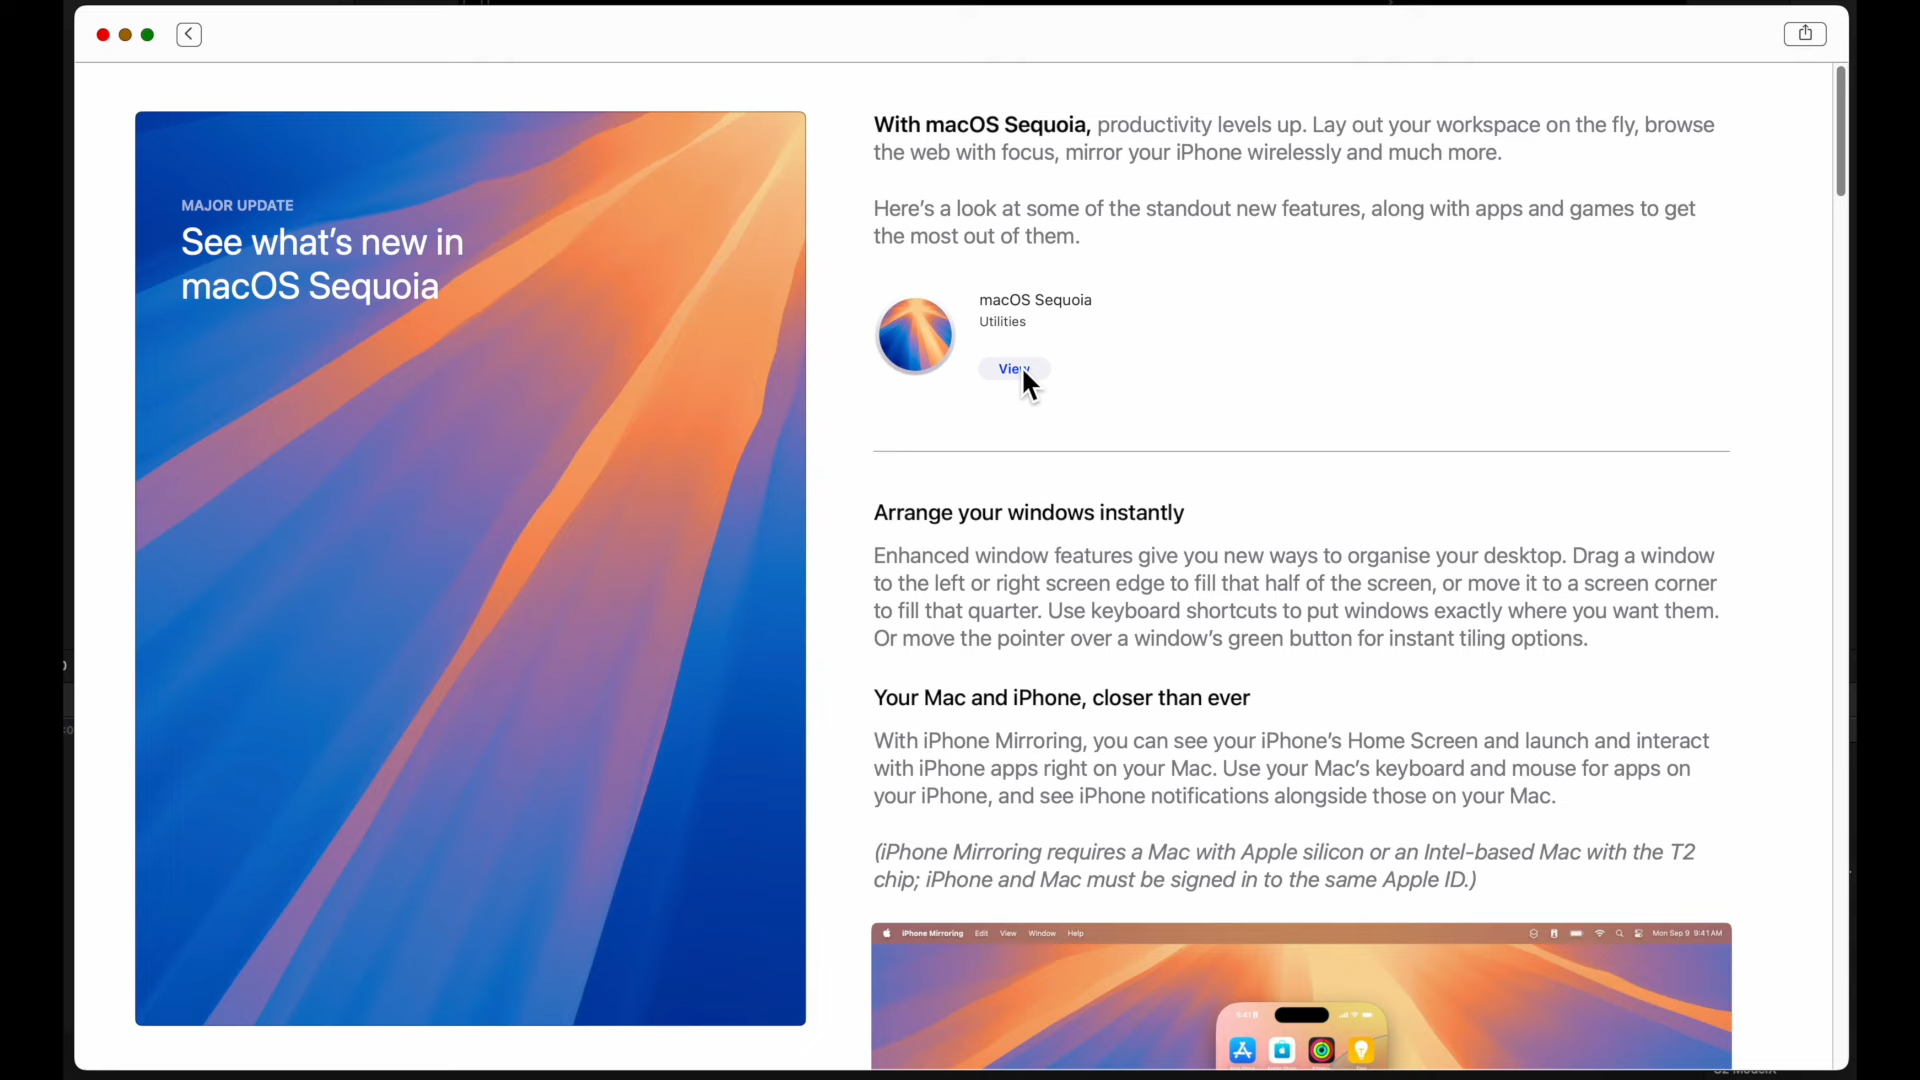 MAJOR UPDATE
See what's new in
macOS Sequoia
With macOS Sequoia, productivity levels up. Lay out your workspace on the fly, browse
the web with focus, mirror your iPhone wirelessly and much more.
Here's a look at some of the standout new features, along with apps and games to get
the most out of them.
macOS Sequoia
Utilities
View
Arrange your windows instantly
Enhanced window features give you new ways to organise your desktop. Drag a window
to the left or right screen edge to fill that half of the screen, or move it to a screen corner
to fill that quarter. Use keyboard shortcuts to put windows exactly where you want them.
Or move the pointer over a window's green button for instant tiling options.
Your Mac and iPhone, closer than ever
With iPhone Mirroring, you can see your iPhone's Home Screen and launch and interact
with iPhone apps right on your Mac. Use your Mac's keyboard and mouse for apps on
your iPhone, and see iPhone notifications alongside those on your Mac.
(iPhone Mirroring requires a Mac with Apple silicon or an Intel-based Mac with the T2
chip; iPhone and Mac must be signed in to the same Apple ID.)
iPhone Mirroring Edit View Window Help Mon Sep 9 9:41 AM
9:41